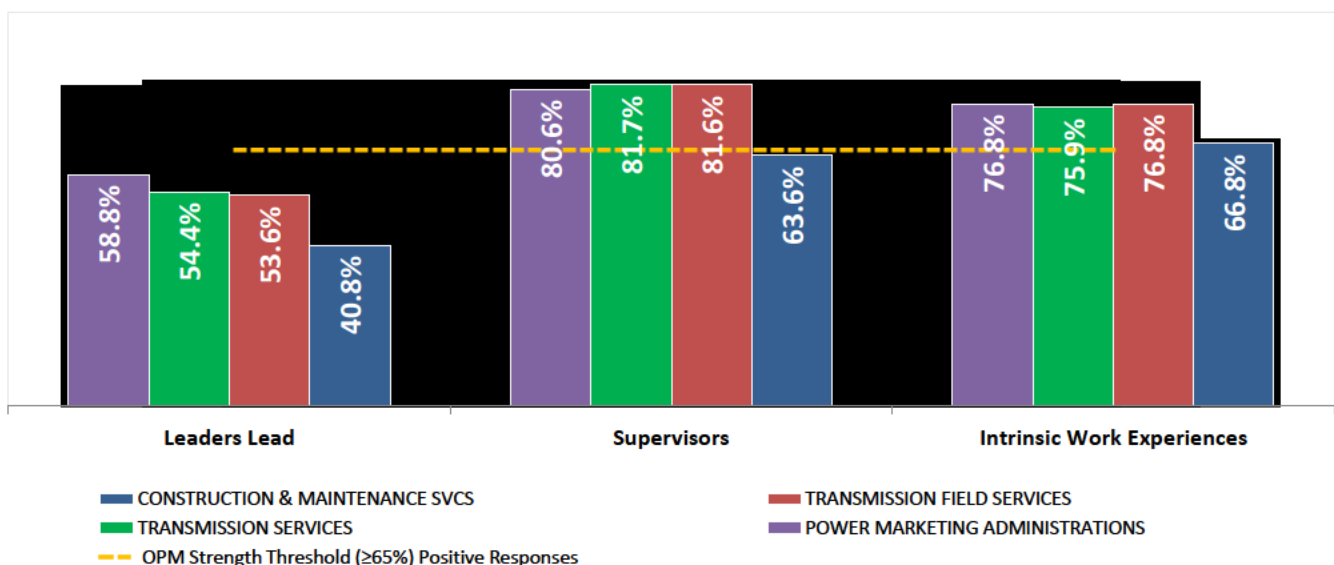 58.8%
54.4%
53.6%
40.8%
80.6%
81.7%
81.6%
63.6%
76.8%
75.9%
76.8%
66.8%
Leaders Lead
Supervisors
Intrinsic Work Experiences
CONSTRUCTION & MAINTENANCE SVCS
TRANSMISSION FIELD SERVICES
TRANSMISSION SERVICES
POWER MARKETING ADMINISTRATIONS
OPM Strength Threshold (≥65%) Positive Responses